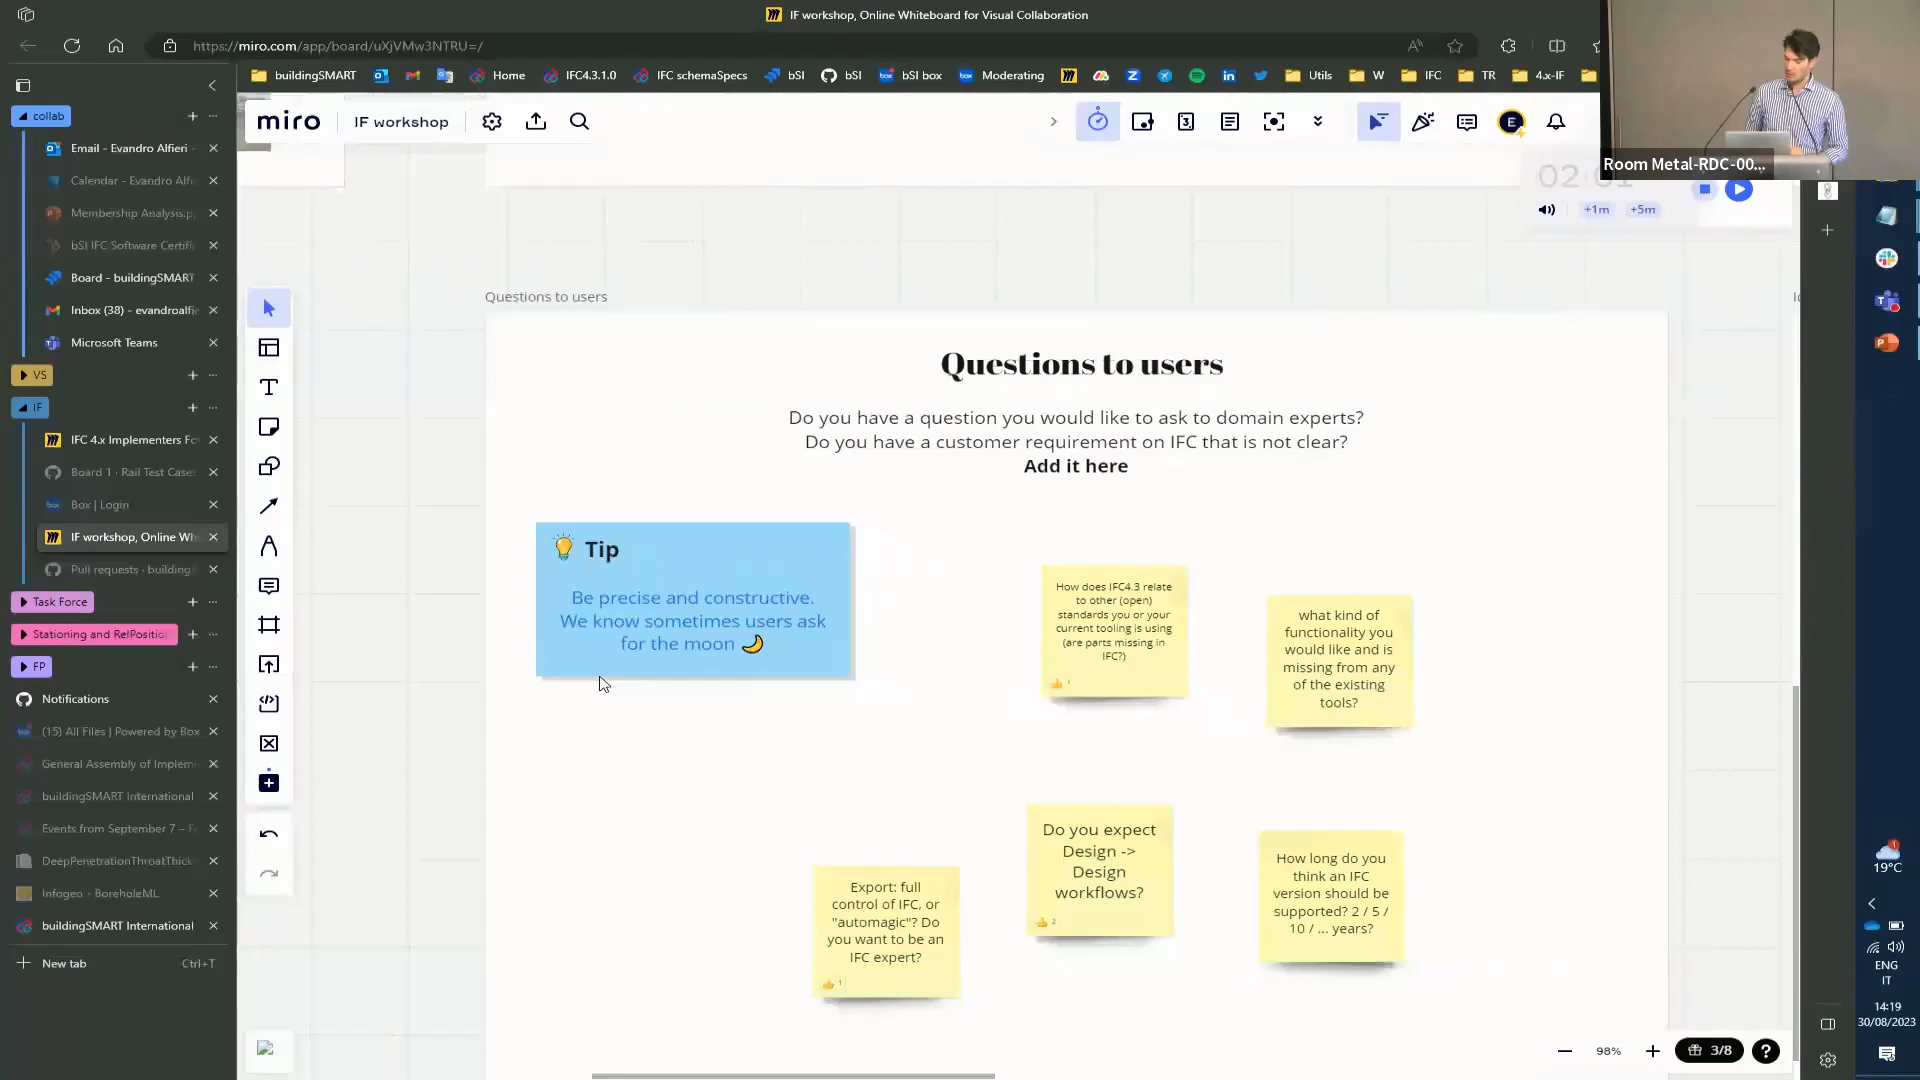 IF workshop, Online Whiteboard for Visual Collaboration
https://miro.com/app/board/uXjVMw3NTRU=/
buildingSMART
Home
IFC4.3.1.0
IFC schemaSpecs
bSI
bSI
bSI box
Moderating
Utils
W
IFC
TR
4.x-IF
miro
IF workshop
Room Metal-RDC-00...
+1m
+5m
collab
Email - Evandro Alfieri -
Calendar - Evandro Alfi
Membership Analysis.p
bSI IFC Software Certifi
Board - buildingSMART
Inbox (38) - evandroalfie
Microsoft Teams
VS
IF
IFC 4.x Implementers Fo
Board 1 · Rail Test Case
Box | Login
IF workshop, Online Wh
Pull requests · building
Task Force
Stationing and RelPositio
FP
Notifications
(15) All Files | Powered by Box
General Assembly of Implem
buildingSMART International
Events from September 7 – F
DeepPenetrationThroatThick
Infogeo - BoreholeML
buildingSMART International
New tab
Ctrl+T
Questions to users
Questions to users
Do you have a question you would like to ask to domain experts?
Do you have a customer requirement on IFC that is not clear?
Add it here
Tip
Be precise and constructive.
We know sometimes users ask
for the moon 🌙
How does IFC4.3 relate
to other (open)
standards you or your
current tooling is using
(are parts missing in
IFC?)
1
what kind of
functionality you
would like and is
missing from any
of the existing
tools?
Export: full
control of IFC, or
"automagic"? Do
you want to be an
IFC expert?
1
Do you expect
Design ->
Design
workflows?
2
How long do you
think an IFC
version should be
supported? 2 / 5 /
10 / ... years?
98%
3/8
19°C
ENG
IT
14:19
30/08/2023